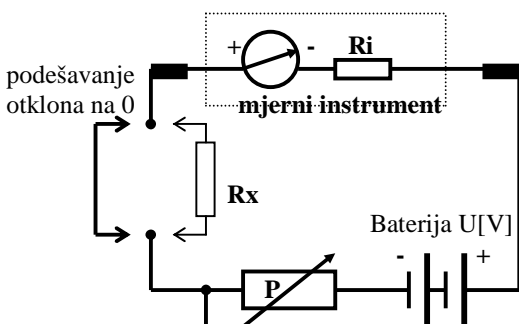 + - Ri
podešavanje
otklona na 0
mjerni instrument
Rx
Baterija U[V]
- +
P